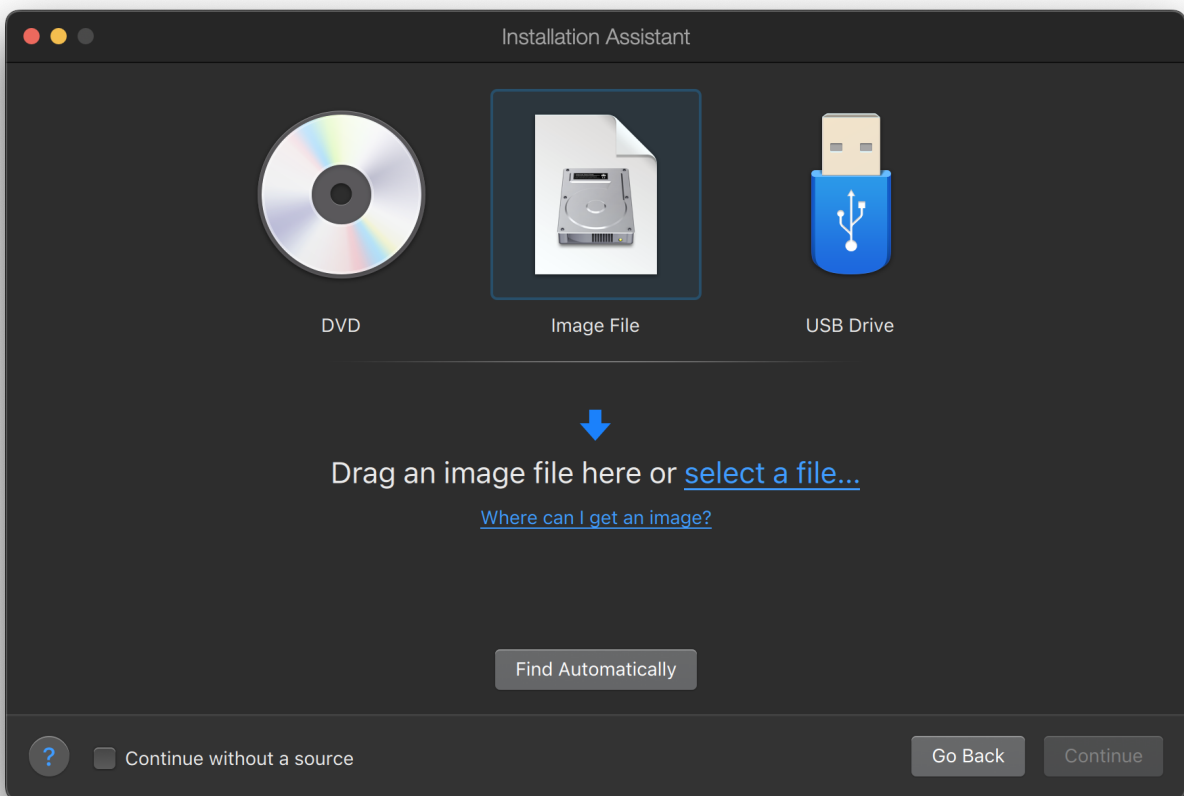 Installation Assistant
DVD
Image File
USB Drive
Drag an image file here or select a file...
Where can I get an image?
Find Automatically
?
Continue without a source
Go Back
Continue